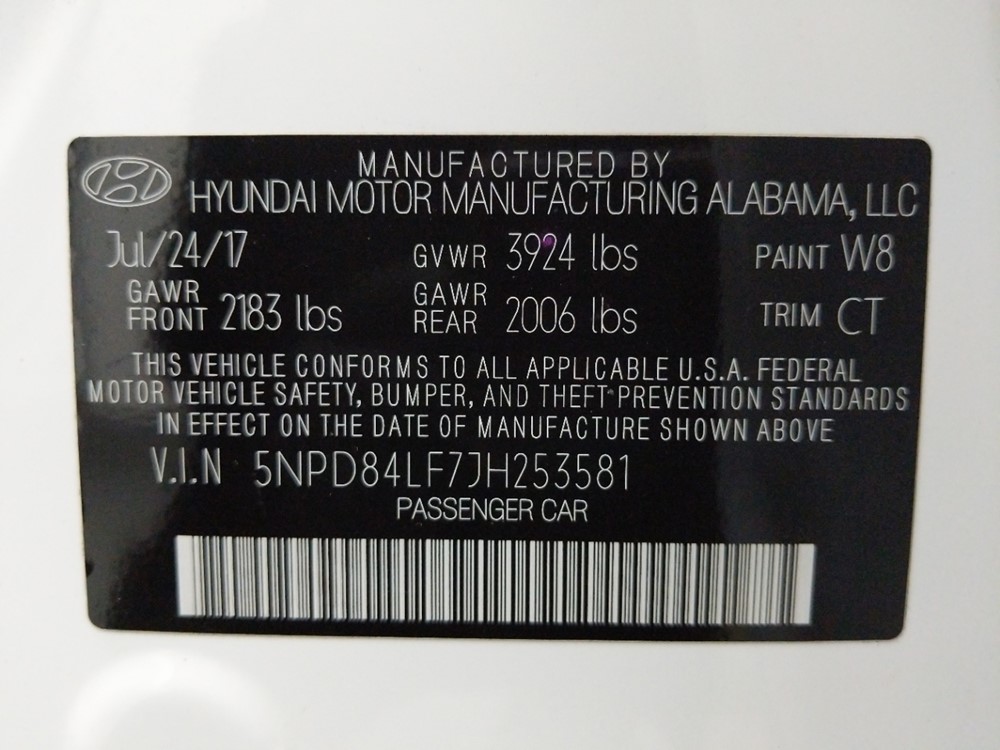 MANUFACTURED BY
HYUNDAI MOTOR MANUFACTURING ALABAMA, LLC
Jul/24/17 GVWR 3924 lbs PAINT W8
GAWR FRONT 2183 lbs GAWR REAR 2006 lbs TRIM CT
THIS VEHICLE CONFORMS TO ALL APPLICABLE U.S.A. FEDERAL
MOTOR VEHICLE SAFETY, BUMPER, AND THEFT PREVENTION STANDARDS
IN EFFECT ON THE DATE OF MANUFACTURE SHOWN ABOVE
V.I.N 5NPD84LF7JH253581
PASSENGER CAR